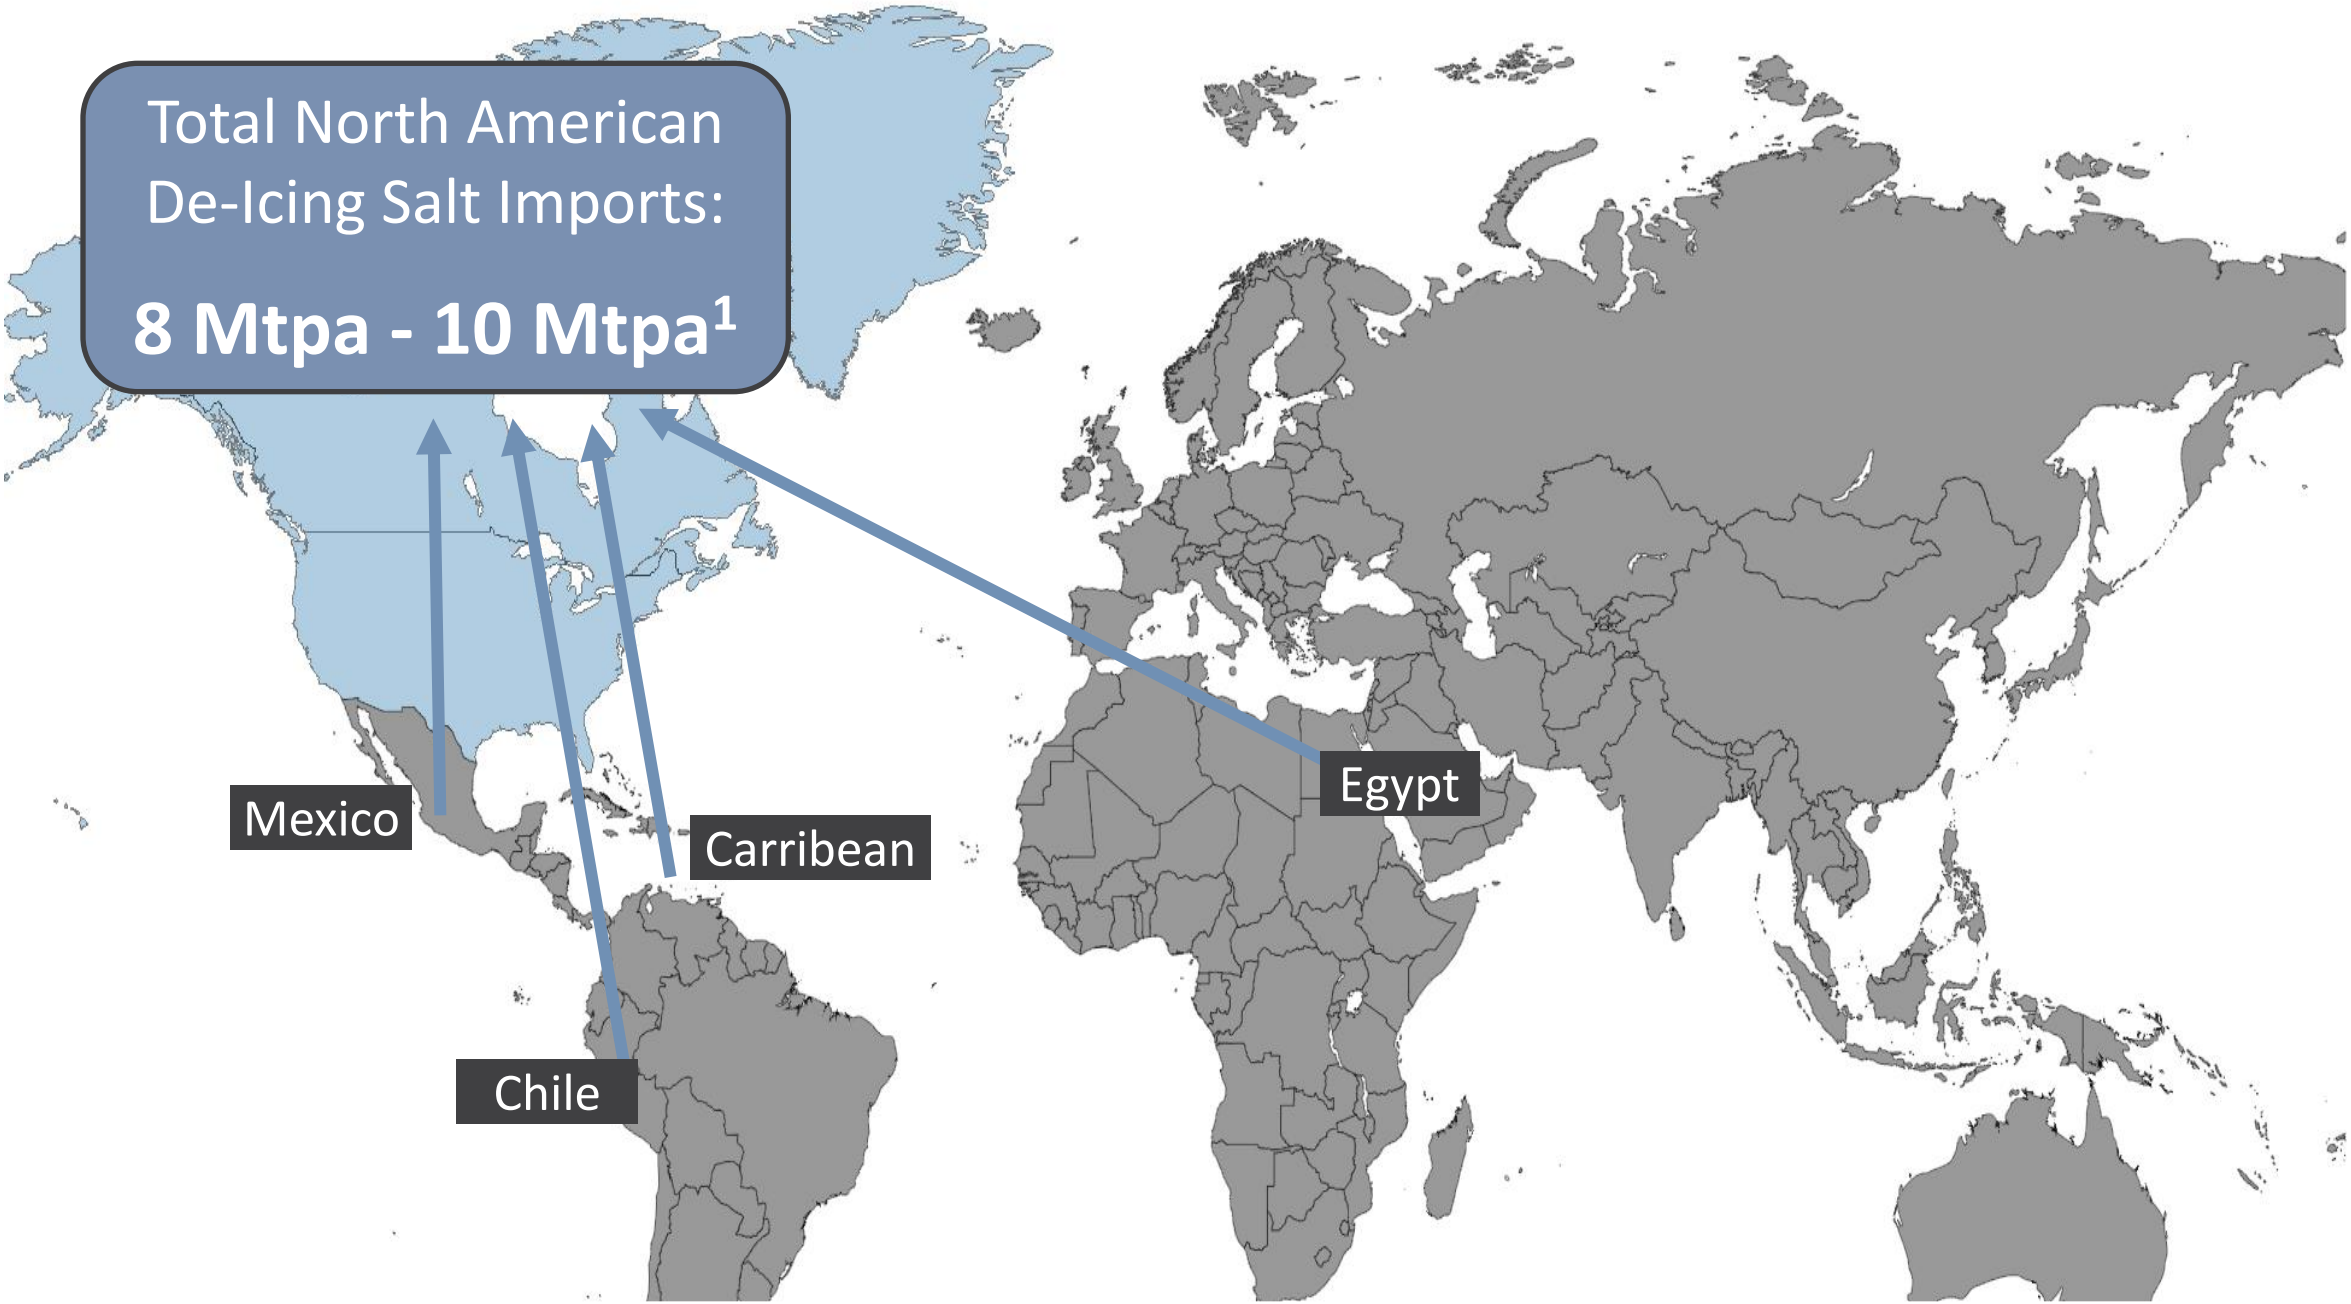 Total North American
De-Icing Salt Imports:
8 Mtpa - 10 Mtpa¹
Mexico
Carribean
Egypt
Chile